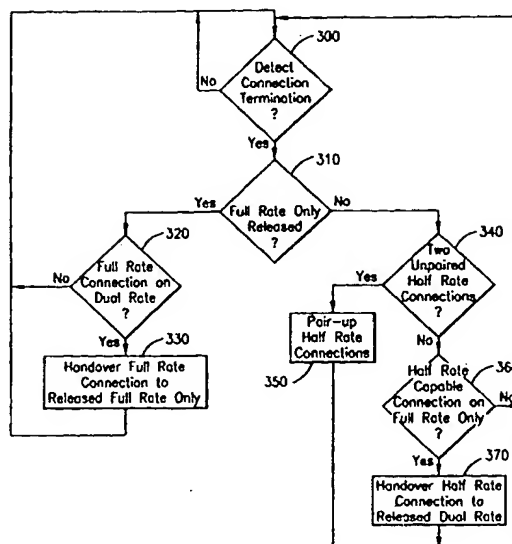 300
Detect
Connection
Termination
?
No
Yes
310
Full Rate Only
Released
?
Yes
No
320
Full Rate
Connection on
Dual Rate
?
No
Yes
330
Handover Full Rate
Connection to
Released Full Rate Only
340
Two
Unpaired
Half Rate
Connections
?
Yes
No
Pair-up
Half Rate
Connections
350
Half Rate
Capable
Connection on
Full Rate Only
?
No
Yes
370
Handover Half Rate
Connection to
Released Dual Rate